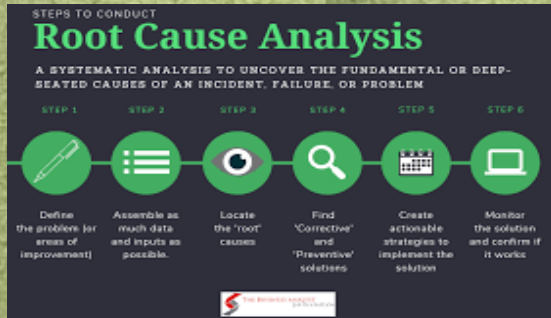 STEPS TO CONDUCT
Root Cause Analysis
A SYSTEMATIC ANALYSIS TO UNCOVER THE FUNDAMENTAL OR DEEP-
SEATED CAUSES OF AN INCIDENT, FAILURE, OR PROBLEM
STEP 1
Define
the problem (or
areas of
improvement)
STEP 2
Assemble as
much data
and inputs as
possible.
STEP 3
Locate
the 'root'
causes
STEP 4
Find
'Corrective'
and
'Preventive'
solutions
STEP 5
Create
actionable
strategies to
implement the
solution
STEP 6
Monitor
the solution
and confirm if
it works
THE BUSINESS ANALYST